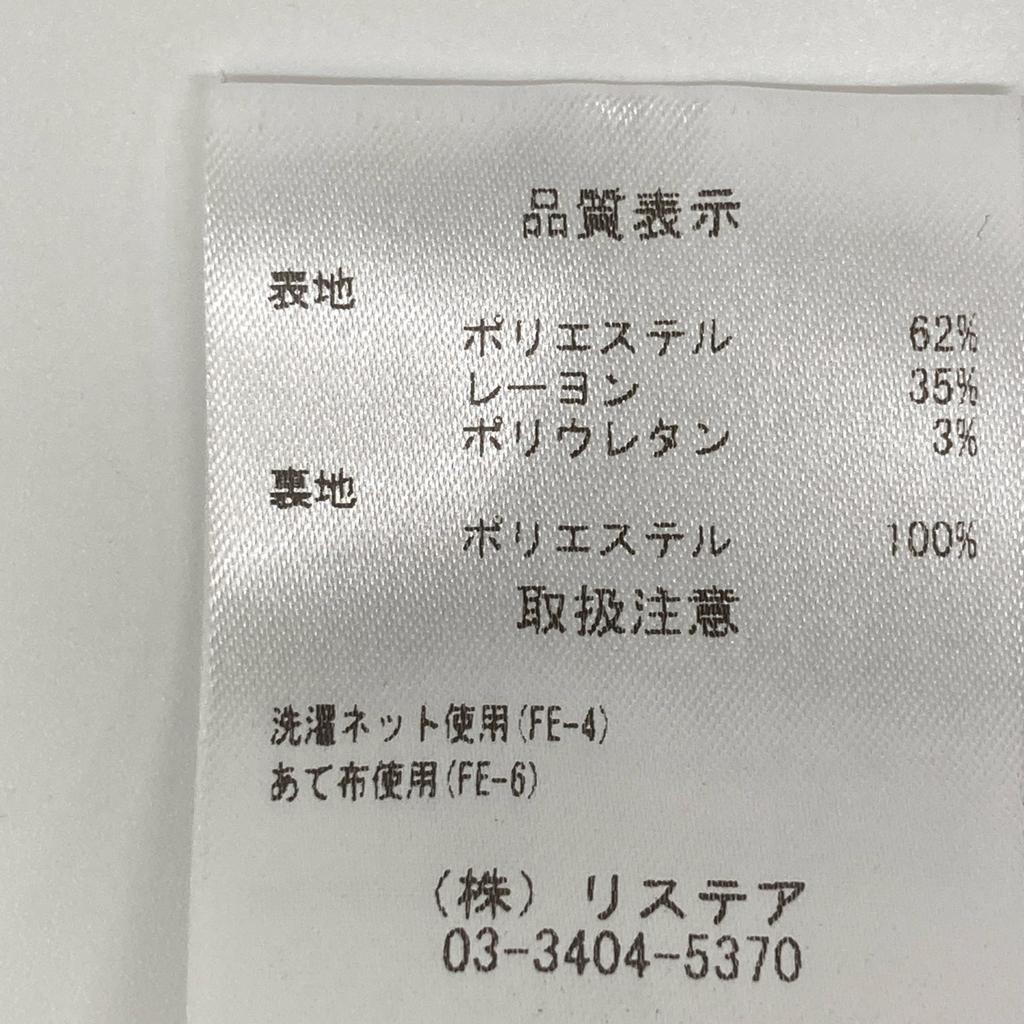 品質表示
表地
ポリエステル 62%
レーヨン 35%
ポリウレタン 3%
裏地
ポリエステル 100%
取扱注意
洗濯ネット使用(FE-4)
あて布使用(FE-6)
(株) リステア
03-3404-5370